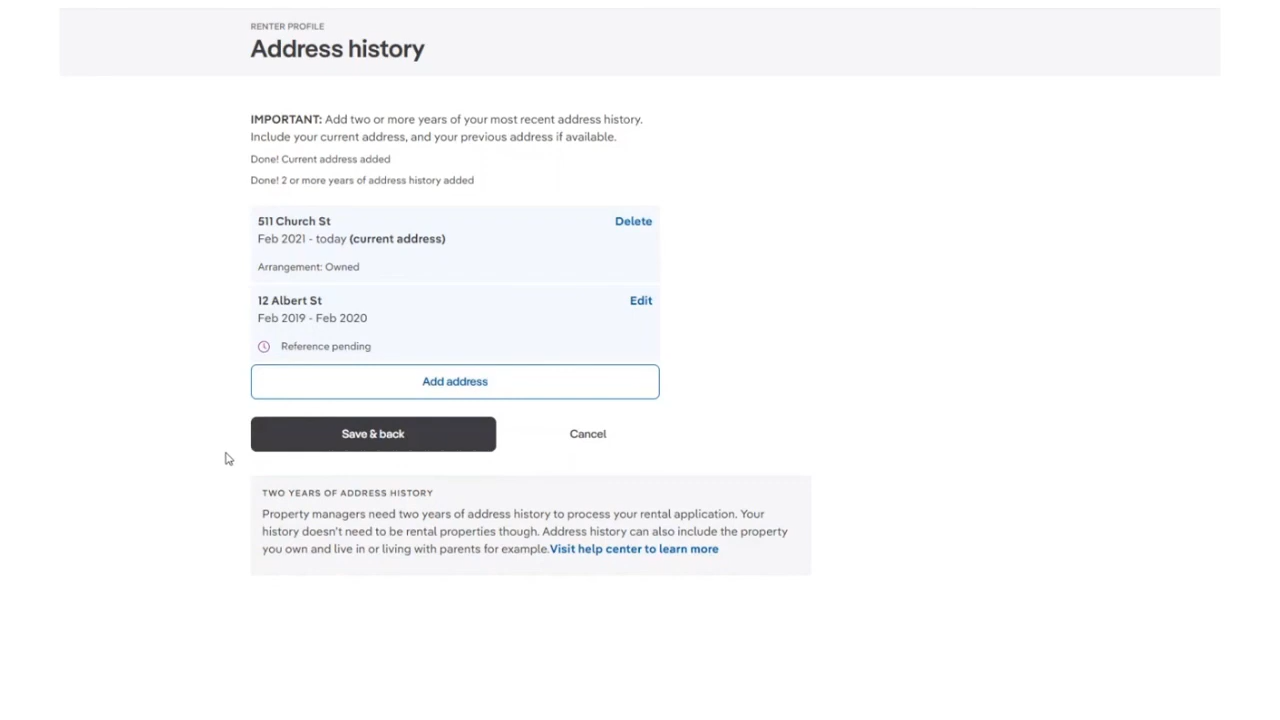 RENTER PROFILE
Address history
IMPORTANT: Add two or more years of your most recent address history.
Include your current address, and your previous address if available.
Done! Current address added
Done! 2 or more years of address history added
511 Church St
Delete
Feb 2021 - today (current address)
Arrangement: Owned
12 Albert St
Edit
Feb 2019 - Feb 2020
Reference pending
Add address
Save & back
Cancel
TWO YEARS OF ADDRESS HISTORY
Property managers need two years of address history to process your rental application. Your
history doesn't need to be rental properties though. Address history can also include the property
you own and live in or living with parents for example.Visit help center to learn more